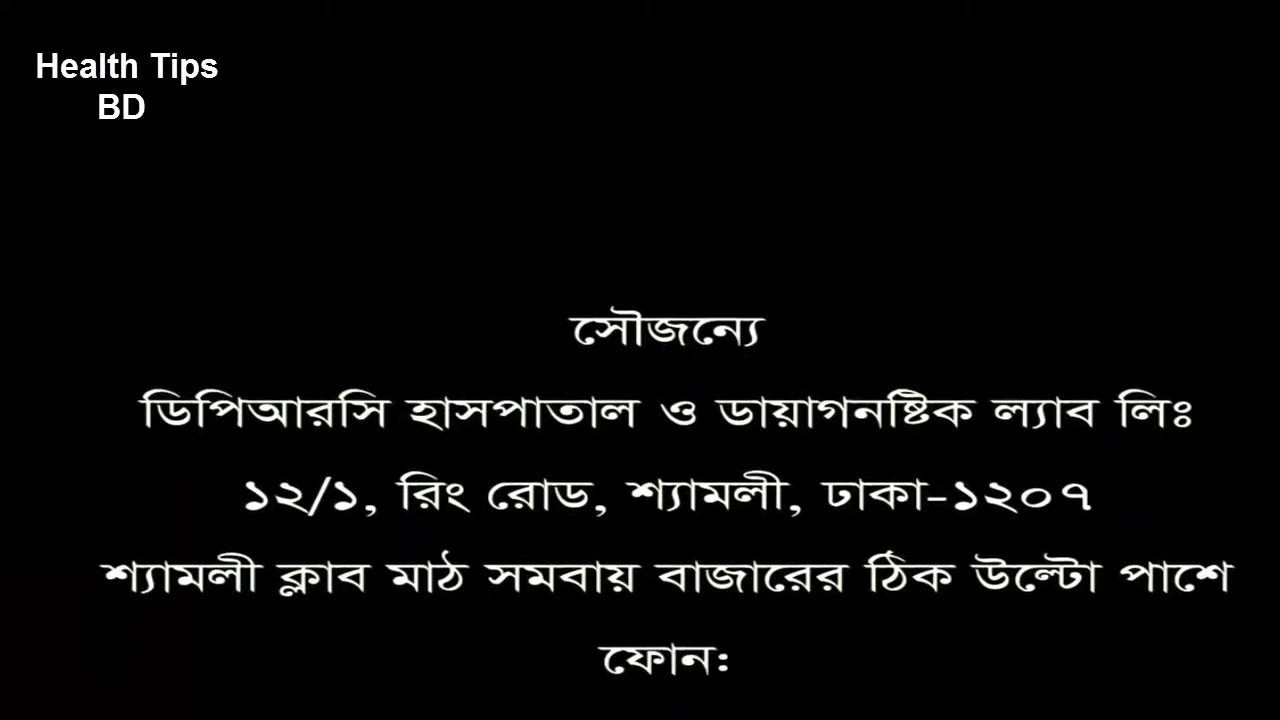 Health Tips
BD
সৌজন্যে
ডিপিআরসি হাসপাতাল ও ডায়াগনষ্টিক ল্যাব লিঃ
১২/১, রিং রোড, শ্যামলী, ঢাকা-১২০৭
শ্যামলী ক্লাব মাঠ সমবায় বাজারের ঠিক উল্টো পাশে
ফোন: